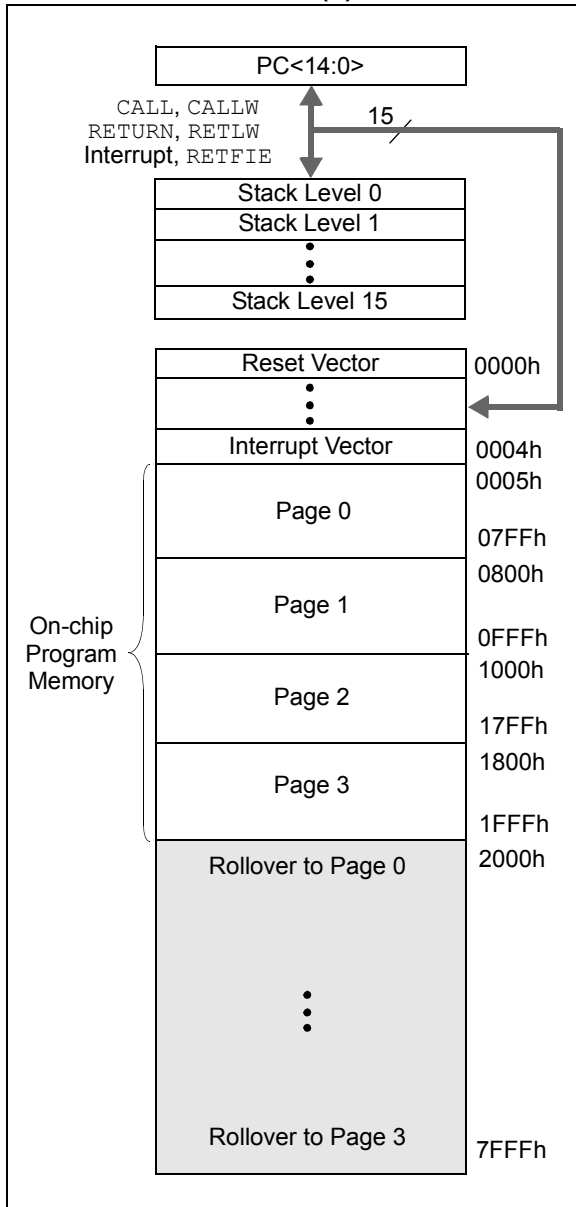 PC<14:0>
CALL, CALLW
RETURN, RETLW
Interrupt, RETFIE
15
Stack Level 0
Stack Level 1
Stack Level 15
Reset Vector
0000h
Interrupt Vector
0004h
0005h
Page 0
07FFh
0800h
Page 1
0FFFh
On-chip
Program
Memory
1000h
Page 2
17FFh
1800h
Page 3
1FFFh
Rollover to Page 0
2000h
Rollover to Page 3
7FFFh